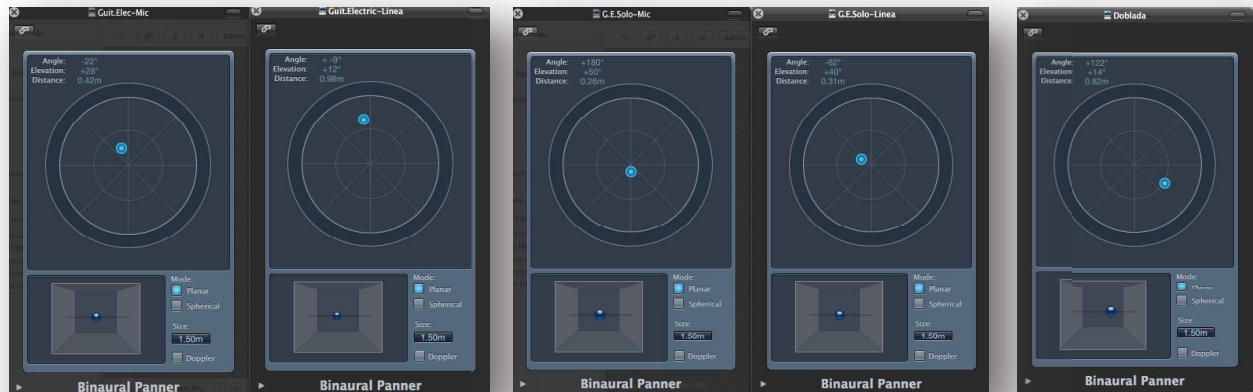 Guit.Elec-Mic
Angle: -22°
Elevation: +28°
Distance: 0.42m
Mode:
Planar
Spherical
Size:
1.50m
Doppler
Binaural Panner
Guit.Electric-Linea
Angle: + -9°
Elevation: +12°
Distance: 0.98m
Mode:
Planar
Spherical
Size:
1.50m
Doppler
Binaural Panner
G.E.Solo-Mic
Angle: +180°
Elevation: +50°
Distance: 0.26m
Mode:
Planar
Spherical
Size:
1.50m
Doppler
Binaural Panner
G.E.Solo-Linea
Angle: -62°
Elevation: +40°
Distance: 0.31m
Mode:
Planar
Spherical
Size:
1.50m
Doppler
Binaural Panner
Doblada
Angle: +122°
Elevation: +14°
Distance: 0.82m
Mode:
Spherical
Size:
1.50m
Doppler
Binaural Panner